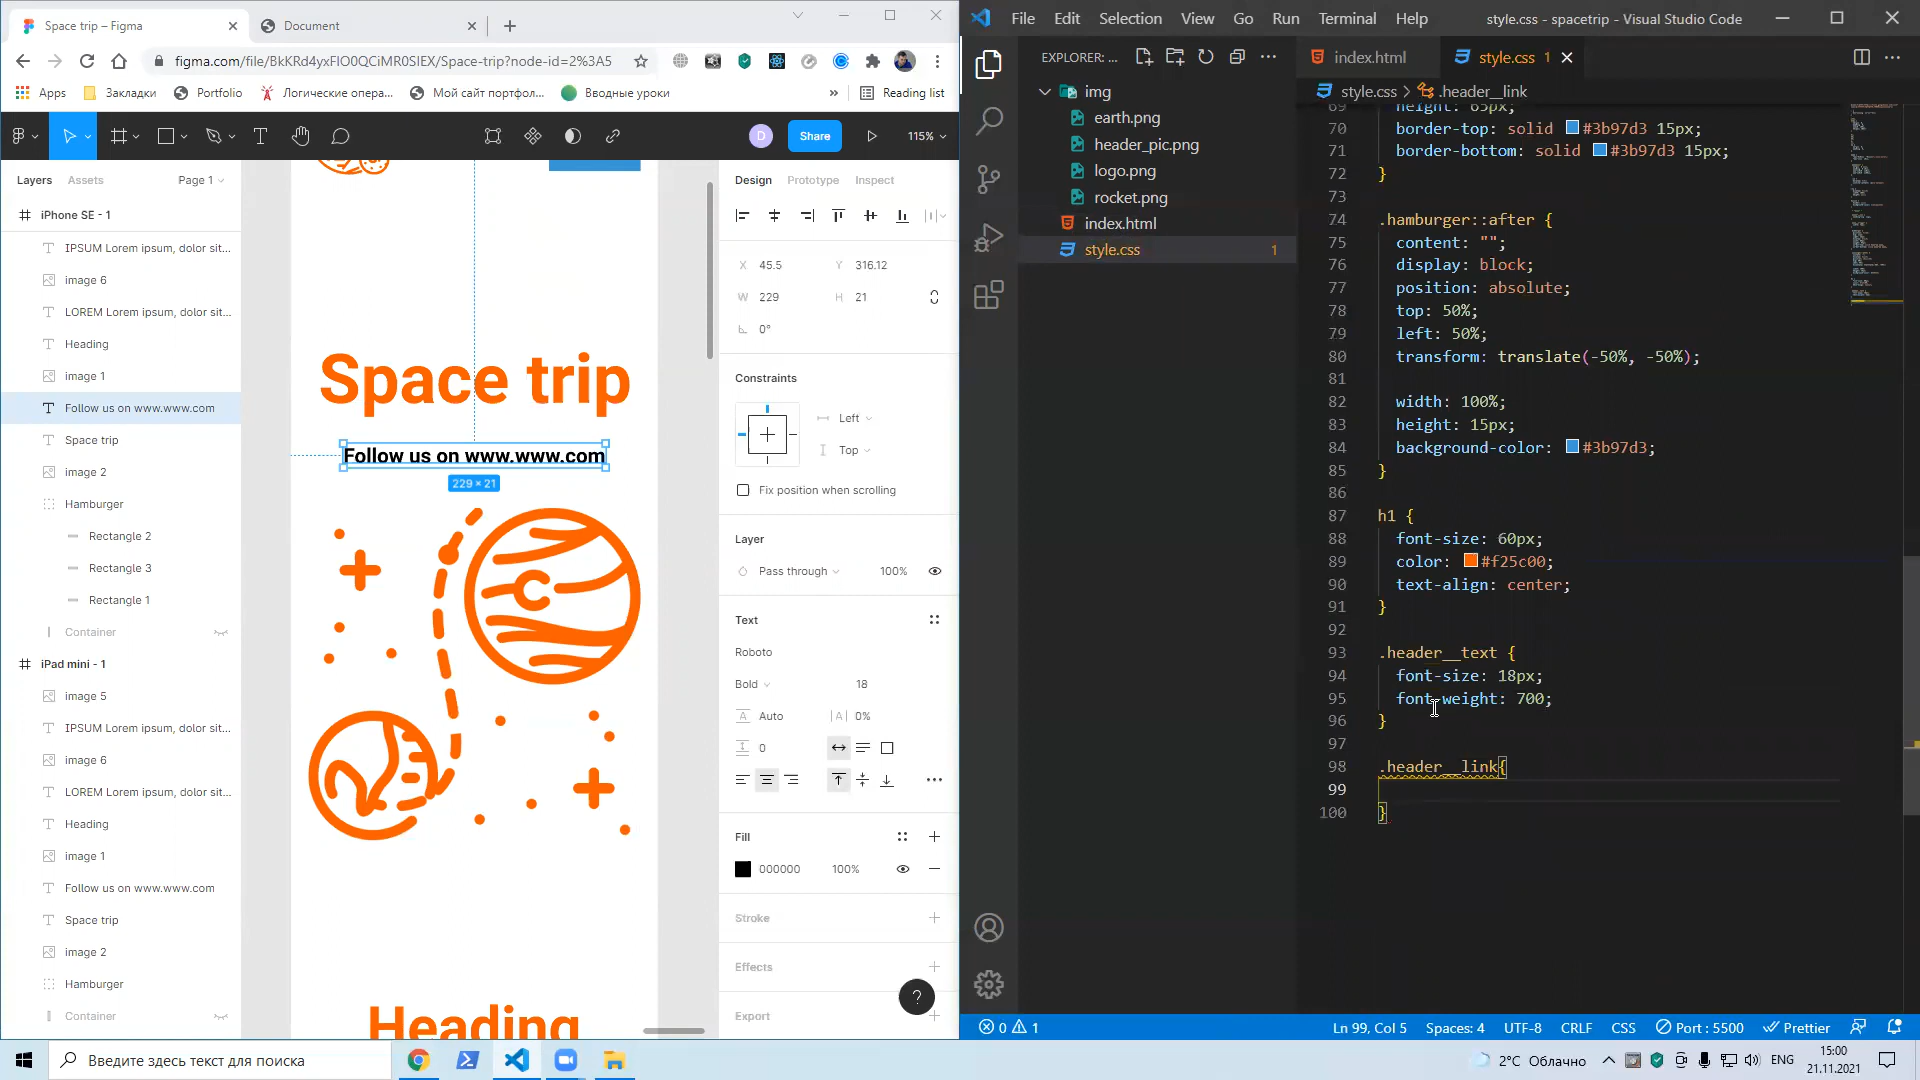 Space trip – Figma
Document
figma.com/file/BkKRd4yxFlO0QCiMR0SIEX/Space-trip?node-id=2%3A5
Apps
Закладки
Portfolio
Логические опера...
Мой сайт портфол...
Вводные уроки
»
Reading list
D
Share
115%
Layers
Assets
Page 1
iPhone SE - 1
IPSUM Lorem ipsum, dolor sit...
image 6
LOREM Lorem ipsum, dolor sit...
Heading
image 1
Follow us on www.www.com
Space trip
image 2
Hamburger
Rectangle 2
Rectangle 3
Rectangle 1
Container
iPad mini - 1
image 5
IPSUM Lorem ipsum, dolor sit...
image 6
LOREM Lorem ipsum, dolor sit...
Heading
image 1
Follow us on www.www.com
Space trip
image 2
Hamburger
Container
Space trip
Follow us on www.www.com
229 × 21
Heading
Design
Prototype
Inspect
X 45.5
Y 316.12
W 229
H 21
0°
Constraints
Left
Top
Fix position when scrolling
Layer
Pass through
100%
Text
Roboto
Bold
18
Auto
|A| 0%
0
Fill
000000
100%
Stroke
Effects
Export
?
File Edit Selection View Go Run Terminal Help
style.css - spacetrip - Visual Studio Code
EXPLORER: ...
img
earth.png
header_pic.png
logo.png
rocket.png
index.html
style.css 1
index.html
style.css 1
style.css > .header__link
69 height: 65px;
70 border-top: solid #3b97d3 15px;
71 border-bottom: solid #3b97d3 15px;
72 }
73
74 .hamburger::after {
75 content: "";
76 display: block;
77 position: absolute;
78 top: 50%;
79 left: 50%;
80 transform: translate(-50%, -50%);
81
82 width: 100%;
83 height: 15px;
84 background-color: #3b97d3;
85 }
86
87 h1 {
88 font-size: 60px;
89 color: #f25c00;
90 text-align: center;
91 }
92
93 .header__text {
94 font-size: 18px;
95 font-weight: 700;
96 }
97
98 .header__link{
99
100 }
0 1
Ln 99, Col 5
Spaces: 4
UTF-8
CRLF
CSS
Port : 5500
Prettier
Введите здесь текст для поиска
2°C Облачно
ENG
15:00
21.11.2021